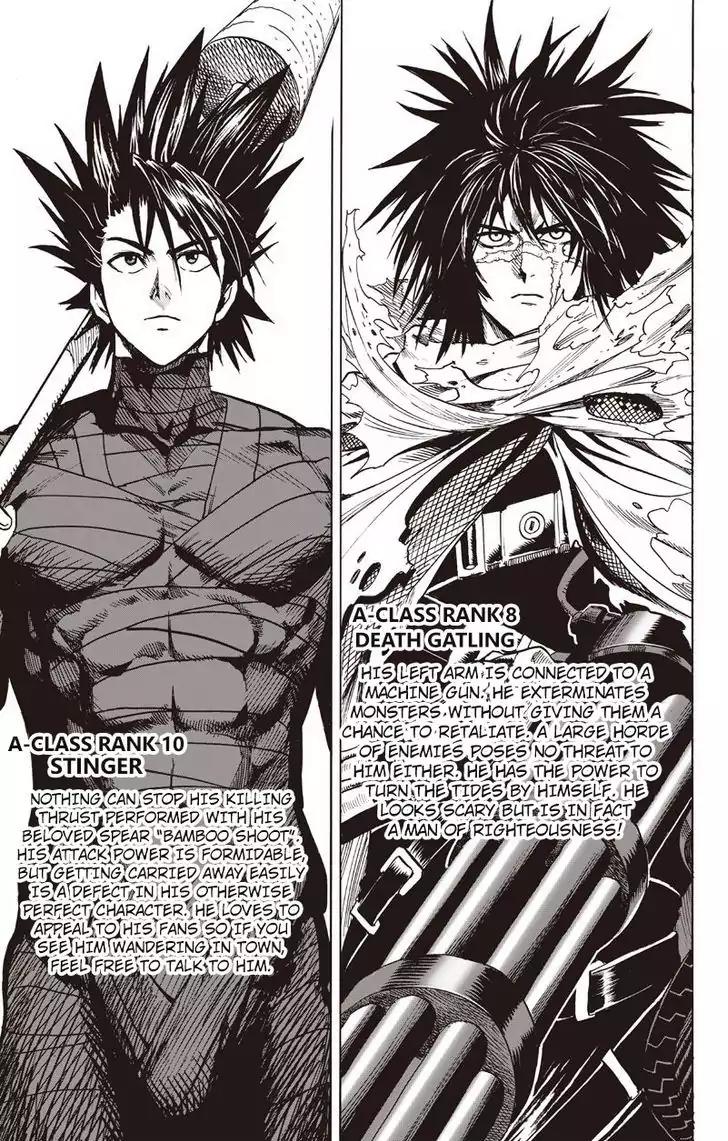 A-CLASS RANK 8
DEATH GATLING
HIS LEFT ARM IS CONNECTED TO A
MACHINE GUN. HE EXTERMINATES
MONSTERS WITHOUT GIVING THEM A
CHANCE TO RETALIATE. A LARGE HORDE
OF ENEMIES POSES NO THREAT TO
HIM EITHER. HE HAS THE POWER TO
TURN THE TIDES BY HIMSELF. HE
LOOKS SCARY BUT IS IN FACT
A MAN OF RIGHTEOUSNESS!
A-CLASS RANK 10
STINGER
NOTHING CAN STOP HIS KILLING
THRUST PERFORMED WITH HIS
BELOVED SPEAR "BAMBOO SHOOT".
HIS ATTACK POWER IS FORMIDABLE,
BUT GETTING CARRIED AWAY EASILY
IS A DEFECT IN HIS OTHERWISE
PERFECT CHARACTER. HE LOVES TO
APPEAL TO HIS FANS SO IF YOU
SEE HIM WANDERING IN TOWN,
FEEL FREE TO TALK TO HIM.